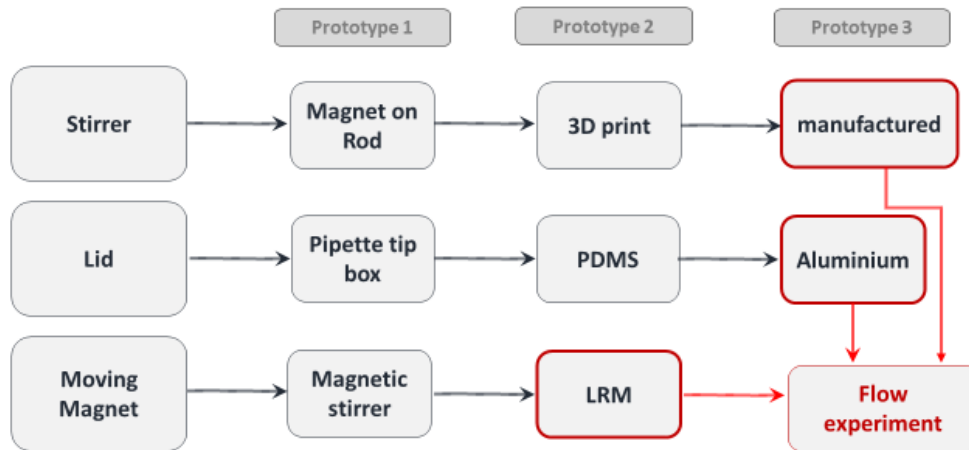 Prototype 1
Prototype 2
Prototype 3
Stirrer
Magnet on
Rod
3D print
manufactured
Lid
Pipette tip
box
PDMS
Aluminium
Moving
Magnet
Magnetic
stirrer
LRM
Flow
experiment